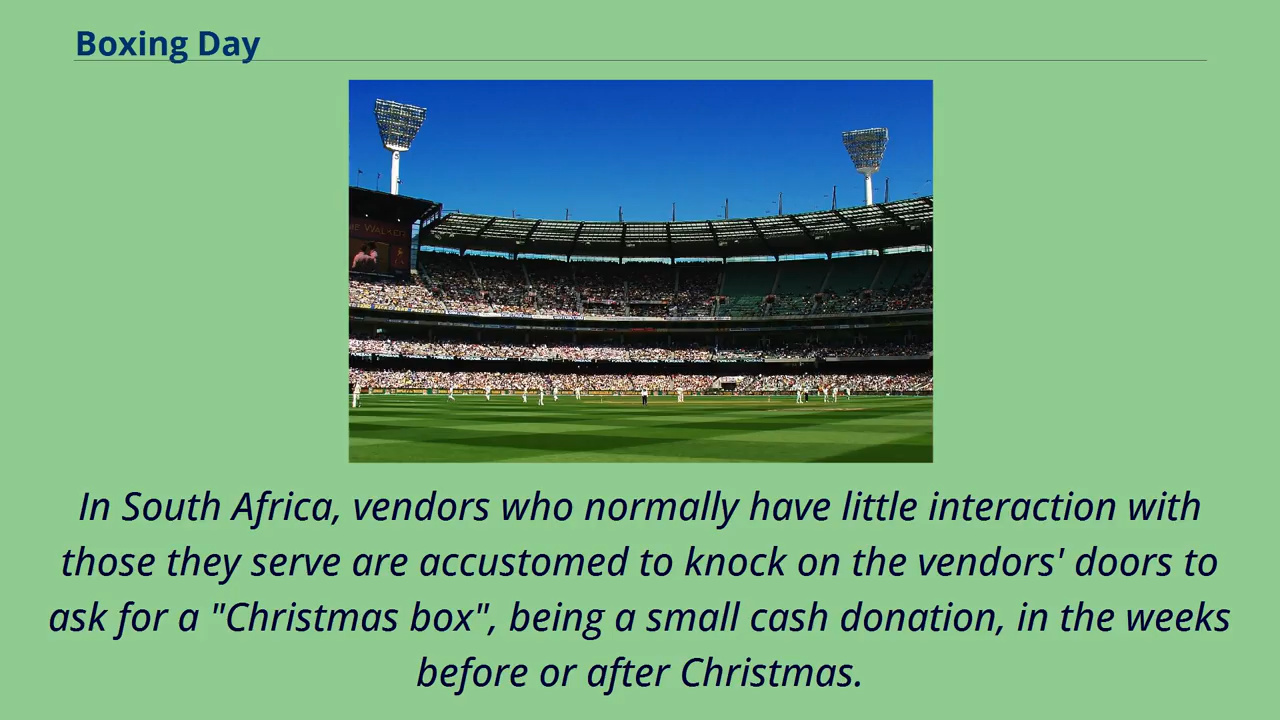 Boxing Day
In South Africa, vendors who normally have little interaction with
those they serve are accustomed to knock on the vendors' doors to
ask for a "Christmas box", being a small cash donation, in the weeks
before or after Christmas.